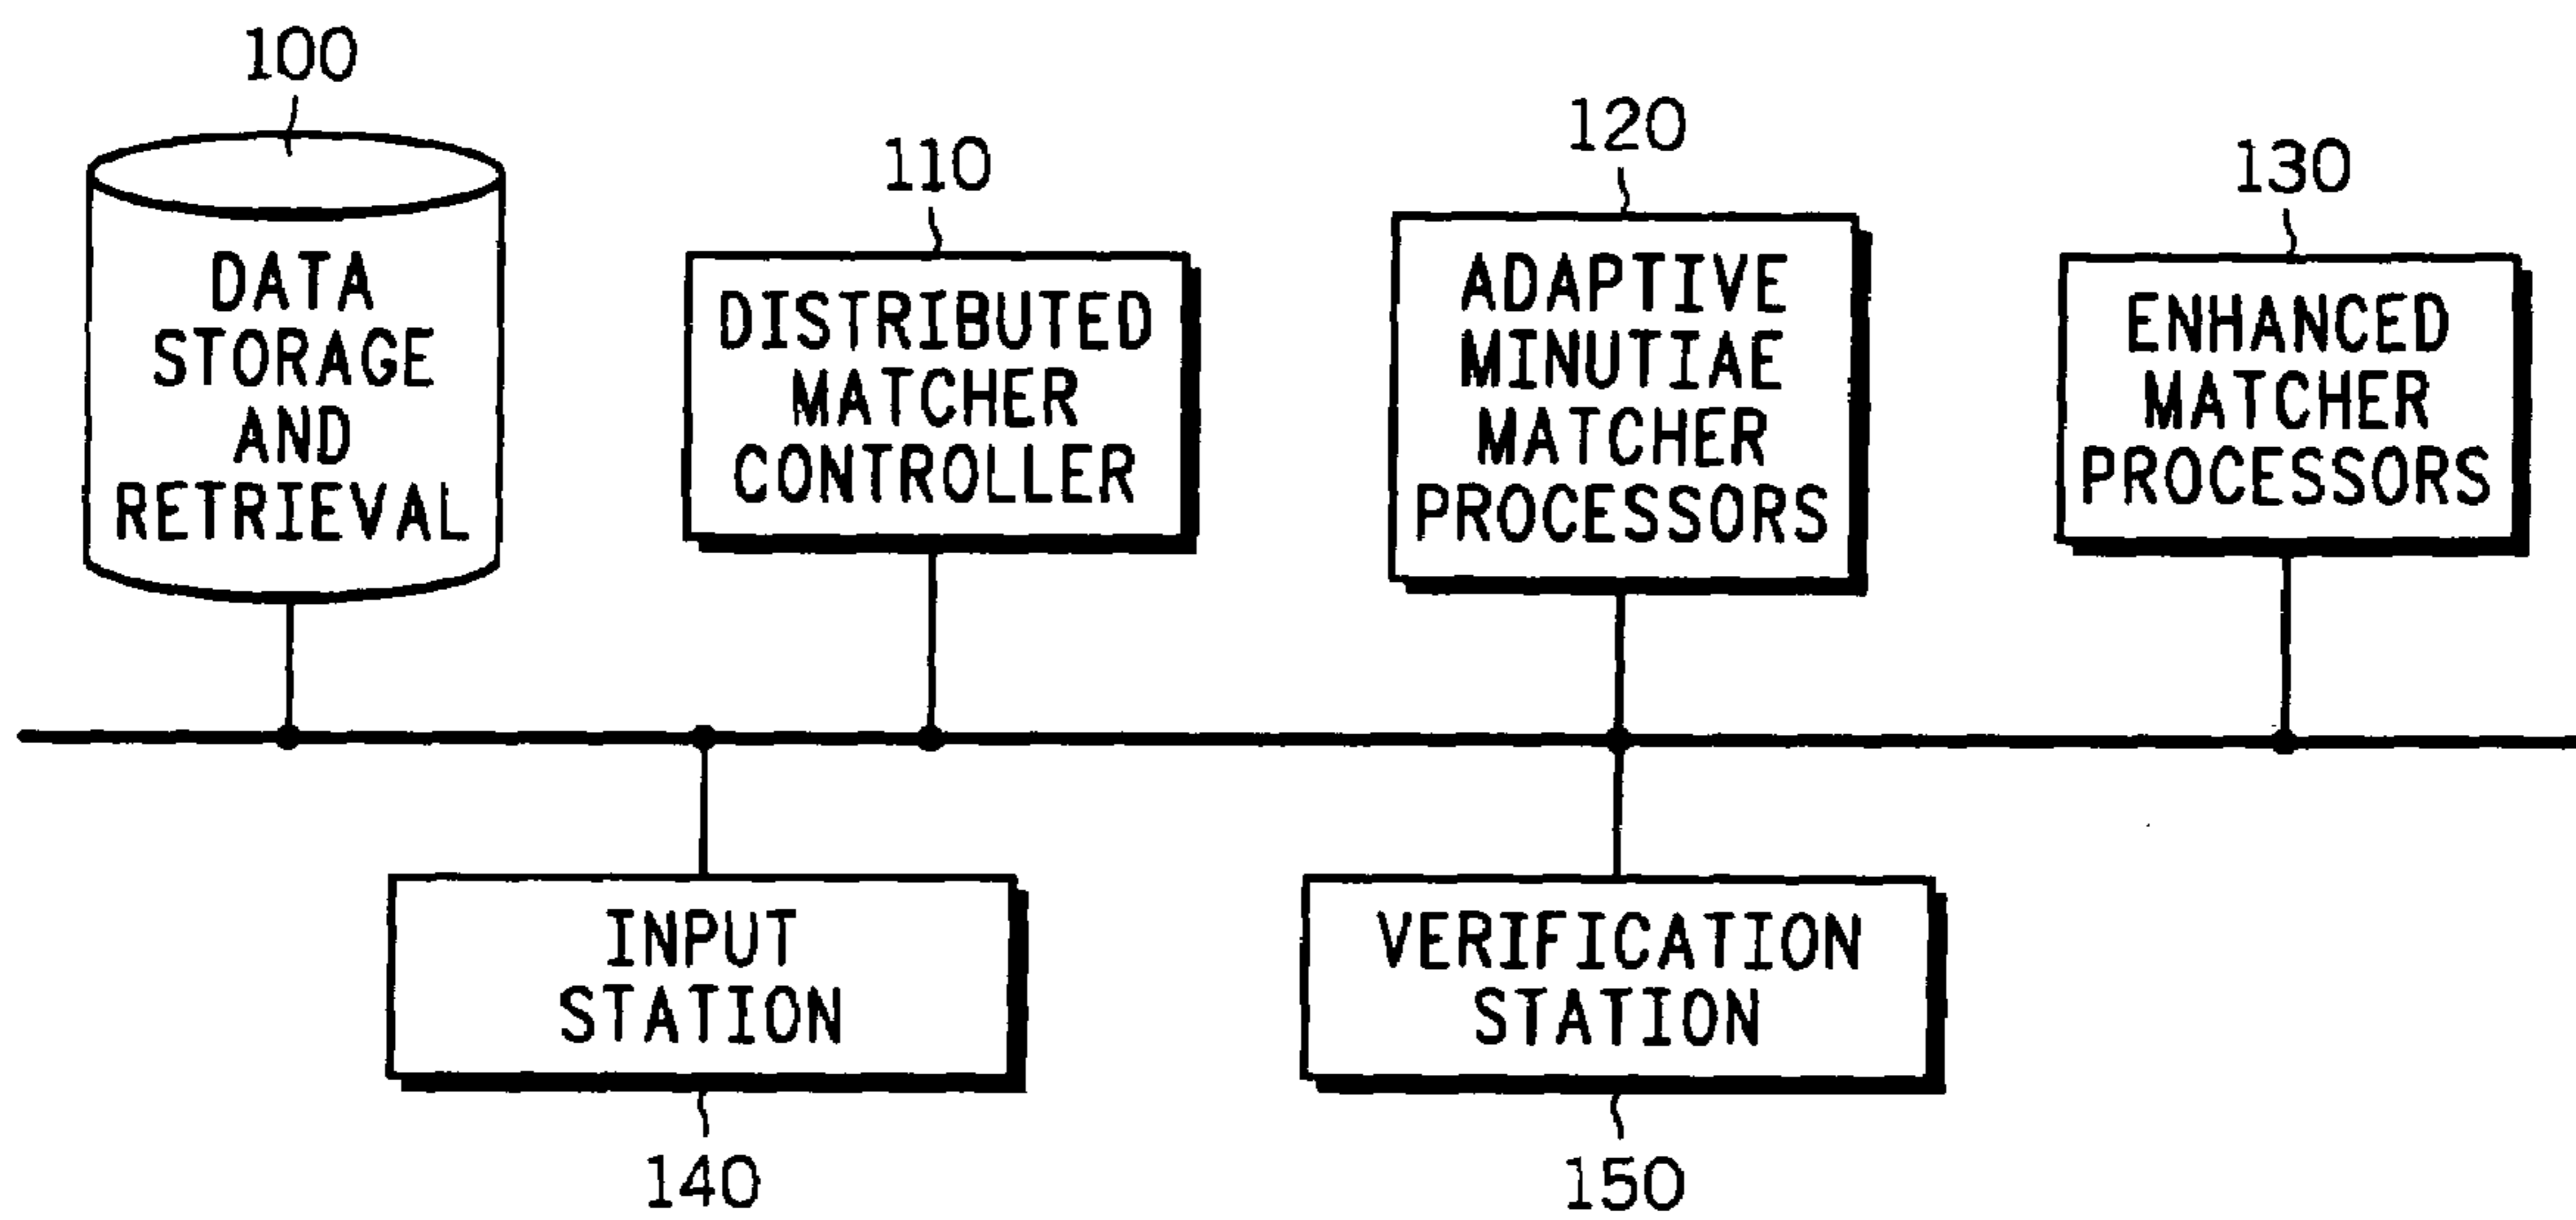 100
DATA
STORAGE
AND
RETRIEVAL
110
DISTRIBUTED
MATCHER
CONTROLLER
120
ADAPTIVE
MINUTIAE
MATCHER
PROCESSORS
130
ENHANCED
MATCHER
PROCESSORS
INPUT
STATION
140
VERIFICATION
STATION
150